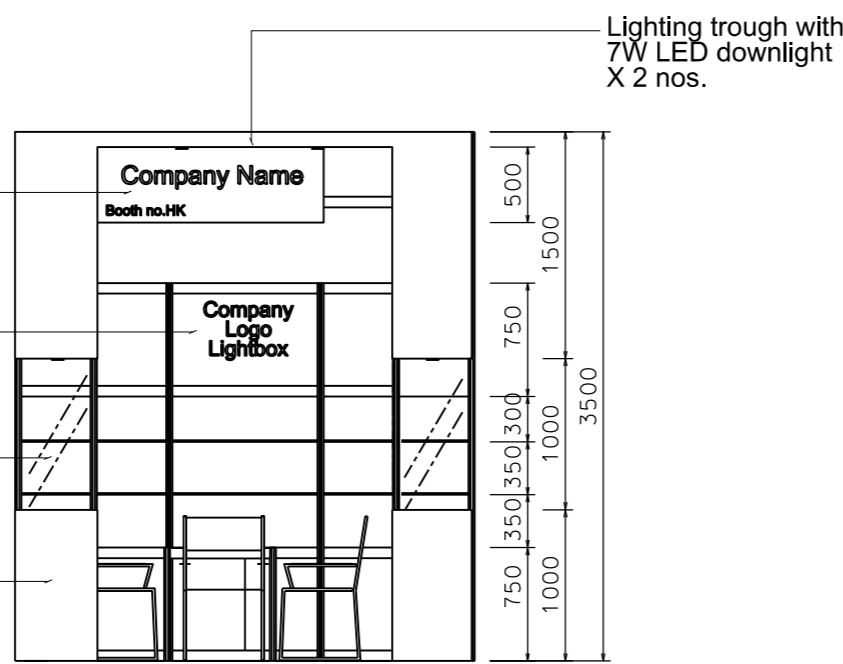 Lighting trough with
7W LED downlight
X 2 nos.
Company Name
Booth no.HK
Company
Logo
Lightbox
500
1500
750
3500
300
1000
350
350
750
1000